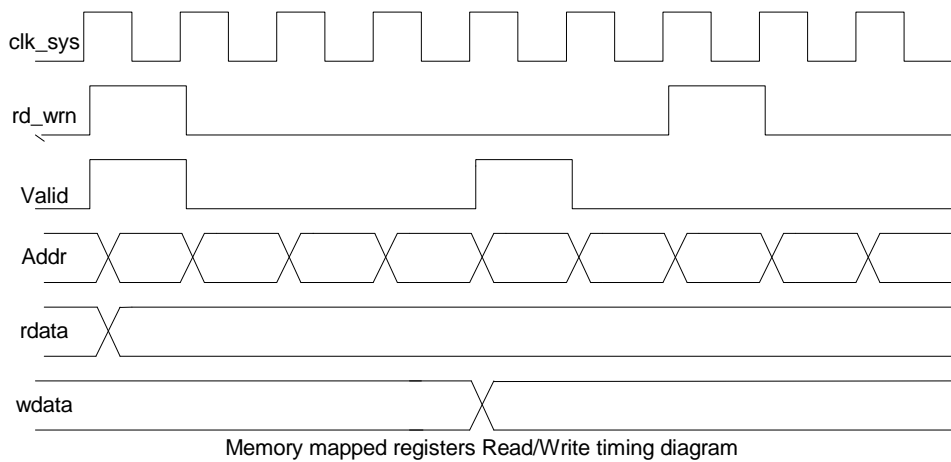 clk_sys
rd_wrn
Valid
Addr
rdata
wdata
Memory mapped registers Read/Write timing diagram